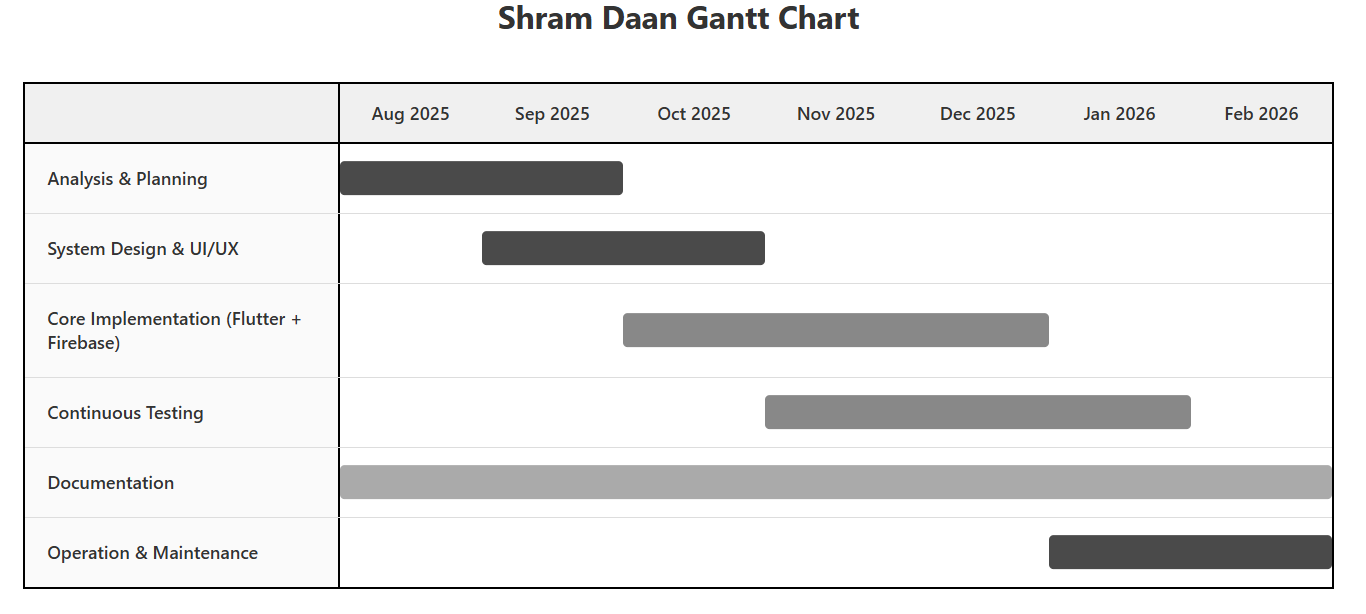 Shram Daan Gantt Chart
Aug 2025 Sep 2025 Oct 2025 Nov 2025 Dec 2025 Jan 2026 Feb 2026
Analysis & Planning
System Design & UI/UX
Core Implementation (Flutter +
Firebase)
Continuous Testing
Documentation
Operation & Maintenance